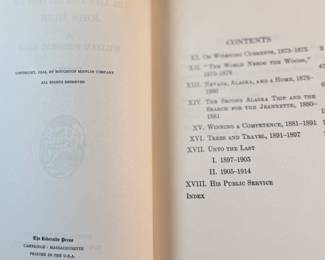 COPYRIGHT, 1924, BY HOUGHTON MIFFLIN COMPANY
ALL RIGHTS RESERVED
The Riverside Press
CAMBRIDGE · MASSACHUSETTS
PRINTED IN THE U.S.A.
CONTENTS
XI. On Widening Currents, 1873–1875
XII. "The World Needs the Woods,"
1875–1878
XIII. Nevada, Alaska, and a Home, 1878–
1880
XIV. The Second Alaska Trip and the
Search for the Jeannette, 1880–
1881
XV. Winning a Competence, 1881–1891
XVI. Trees and Travel, 1891–1897
XVII. Unto the Last
I. 1897–1905
II. 1905–1914
XVIII. His Public Service
Index